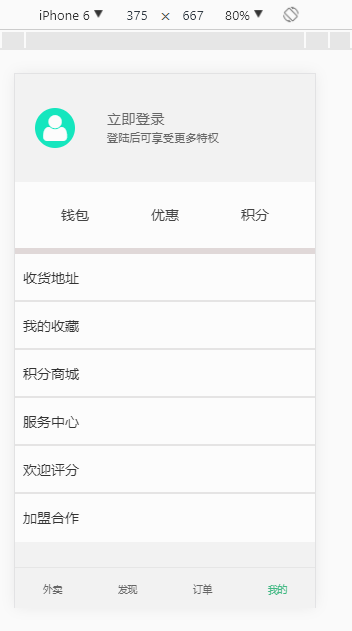 iPhone 6 ▼ 375 × 667 80% ▼
立即登录
登陆后可享受更多特权
钱包 优惠 积分
收货地址
我的收藏
积分商城
服务中心
欢迎评分
加盟合作
外卖 发现 订单 我的